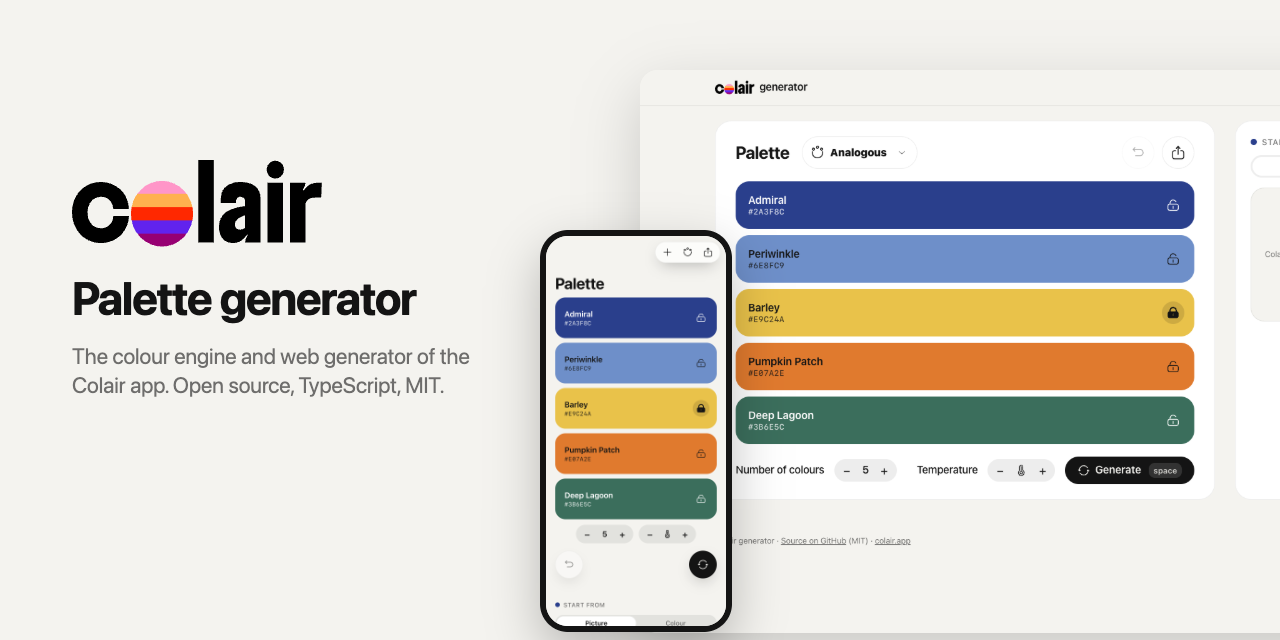 colair
Palette generator
The colour engine and web generator of the
Colair app. Open source, TypeScript, MIT.
colair generator
Palette
Analogous
Admiral
#2A3F8C
Periwinkle
#6E8FC9
Barley
#E9C24A
Pumpkin Patch
#E07A2E
Deep Lagoon
#3B6E5C
Number of colours
– 5 +
Temperature
– +
Generate space
generator · Source on GitHub (MIT) · colair.app
Palette
Admiral
#2A3F8C
Periwinkle
#6E8FC9
Barley
#E9C24A
Pumpkin Patch
#E07A2E
Deep Lagoon
#3B6E5C
– 5 +
– +
START FROM
Picture
Colour